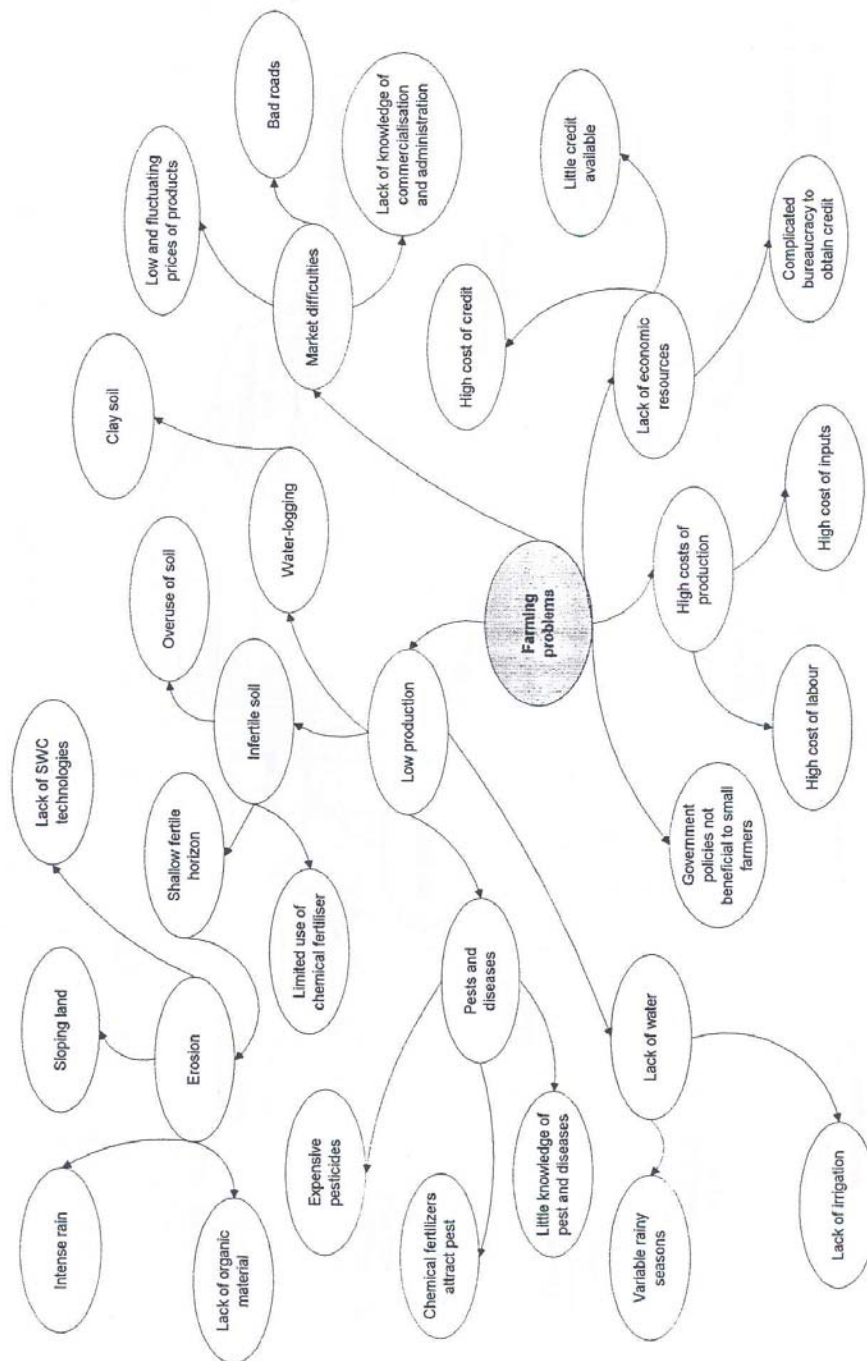 Intense rain
Sloping land
Lack of SWC
technologies
Lack of organic
material
Erosion
Shallow fertile
horizon
Overuse of soil
Clay soil
Low and fluctuating
prices of products
Bad roads
Limited use of
chemical fertiliser
Infertile soil
Water-logging
Market difficulties
Lack of knowledge of
commercialisation
and administration
Expensive
pesticides
Pests and
diseases
Low production
Chemical fertilizers
attract pest
Little knowledge of
pest and diseases
Farming
problems
High cost of credit
Little credit
available
Variable rainy
seasons
Lack of water
Government
policies not
beneficial to small
farmers
High costs of
production
Lack of economic
resources
Lack of irrigation
High cost of labour
High cost of inputs
Complicated
bureaucracy to
obtain credit